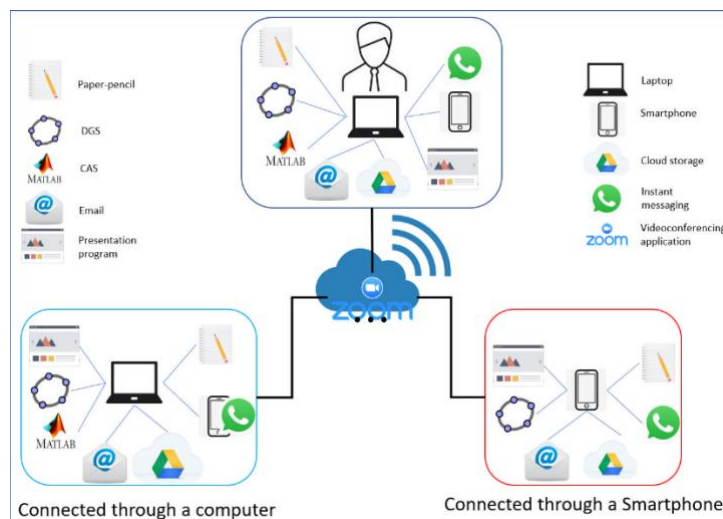 Paper-pencil
DGS
MATLAB
CAS
Email
Presentation
program
MATLAB
Laptop
Smartphone
Cloud storage
Instant
messaging
zoom
Videoconferencing
application
zoom
MATLAB
Connected through a computer
Connected through a Smartphone